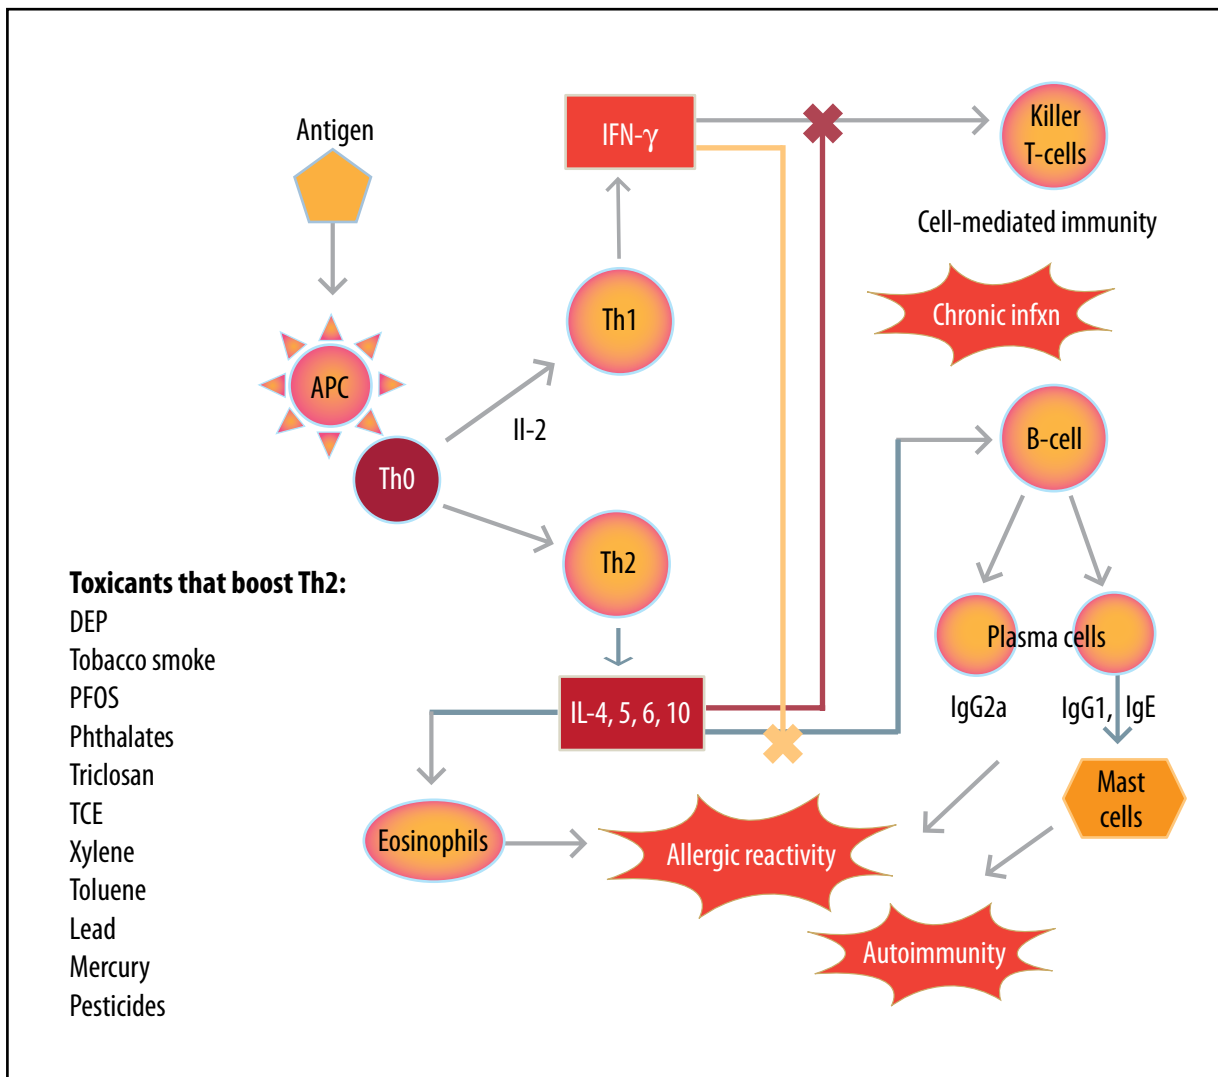 Antigen
IFN-γ
Killer
T-cells
Cell-mediated immunity
Chronic infxn
Th1
APC
Il-2
Th0
B-cell
Th2
Toxicants that boost Th2:
DEP
Tobacco smoke
PFOS
Phthalates
Triclosan
TCE
Xylene
Toluene
Lead
Mercury
Pesticides
Plasma cells
IL-4, 5, 6, 10
IgG2a
IgG1, IgE
Mast
cells
Eosinophils
Allergic reactivity
Autoimmunity